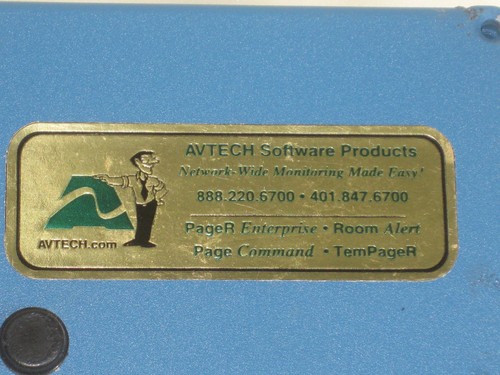 AVTECH Software Products
Network-Wide Monitoring Made Easy!
888.220.6700 • 401.847.6700
PageR Enterprise • Room Alert
Page Command • TemPageR
AVTECH.com